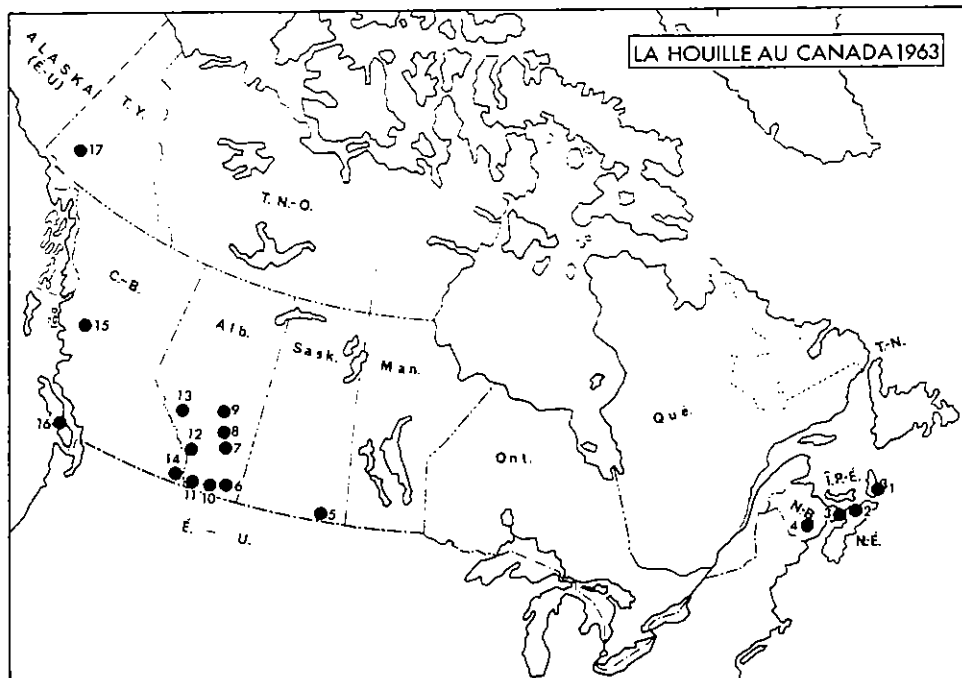 LA HOUILLE AU CANADA 1963
ALASKA
(É.-U)
T. Y.
17
T. N.-O.
C.-B.
15
Alb.
Sask.
Man.
T.-N.
Qué.
Ont.
13
9
8
12
7
16
14
11
10
6
5
É. – U.
Î.P.-É.
N.-B.
N.-É.
1
2
3
4